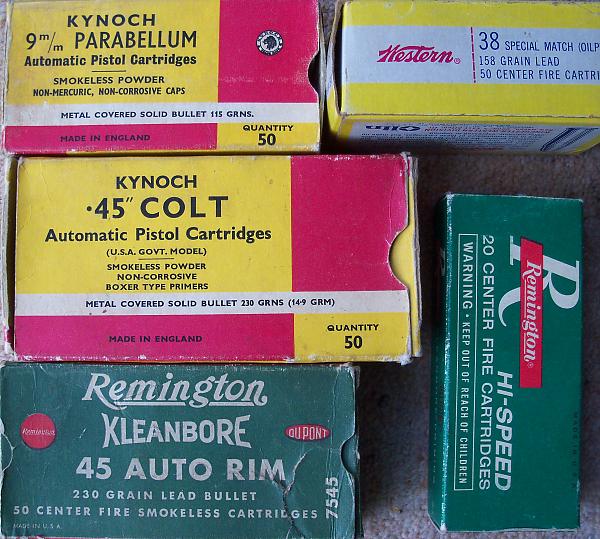 KYNOCH
9m/m PARABELLUM
Automatic Pistol Cartridges
SMOKELESS POWDER
NON-MERCURIC, NON-CORROSIVE CAPS
METAL COVERED SOLID BULLET 115 GRNS.
MADE IN ENGLAND
QUANTITY
50
Western®
38 SPECIAL MATCH (OILP
158 GRAIN LEAD
50 CENTER FIRE CARTRI
Olin
KYNOCH
·45" COLT
Automatic Pistol Cartridges
(U.S.A. GOVT. MODEL)
SMOKELESS POWDER
NON-CORROSIVE
BOXER TYPE PRIMERS
METAL COVERED SOLID BULLET 230 GRNS (14·9 GRM)
MADE IN ENGLAND
QUANTITY
50
Remington
KLEANBORE
Remington
DU PONT
45 AUTO RIM
230 GRAIN LEAD BULLET
50 CENTER FIRE SMOKELESS CARTRIDGES
7545
MADE IN U.S.A.
R
Remington®
HI-SPEED
20 CENTER FIRE CARTRIDGES
WARNING · KEEP OUT OF REACH OF CHILDREN